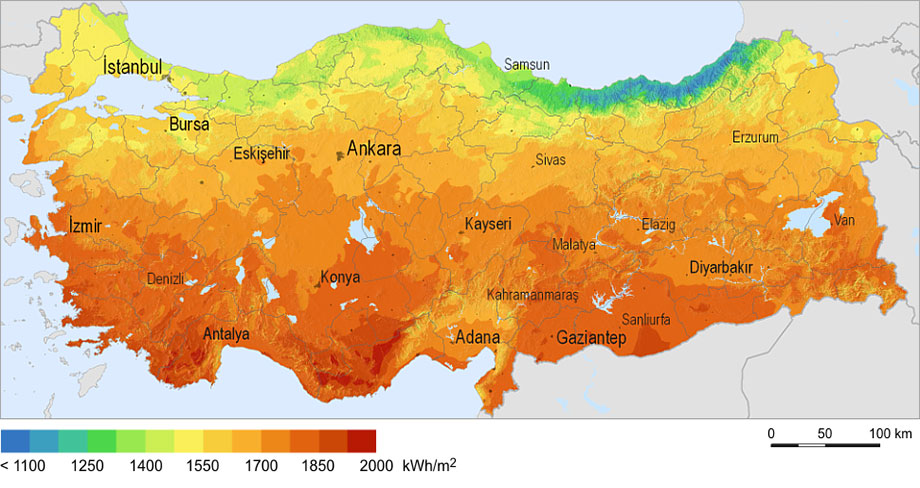 Samsun
İstanbul
Bursa
Erzurum
Ankara
Eskişehir
Sivas
İzmir
Kayseri
Elazig
Van
Malatya
Diyarbakır
Denizli
Konya
Kahramanmaraş
Sanliurfa
Antalya
Adana
Gaziantep
0 50 100 km
< 1100 1250 1400 1550 1700 1850 2000 kWh/m²